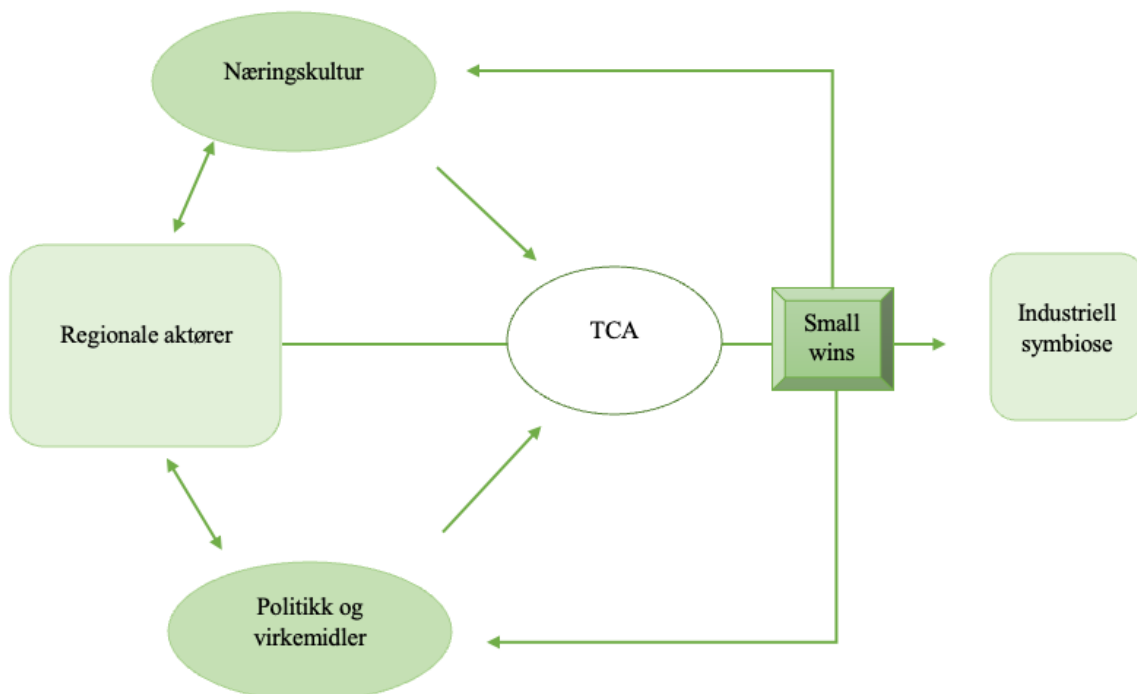 Næringskultur
Regionale aktører
TCA
Small
wins
Industriell
symbiose
Politikk og
virkemidler